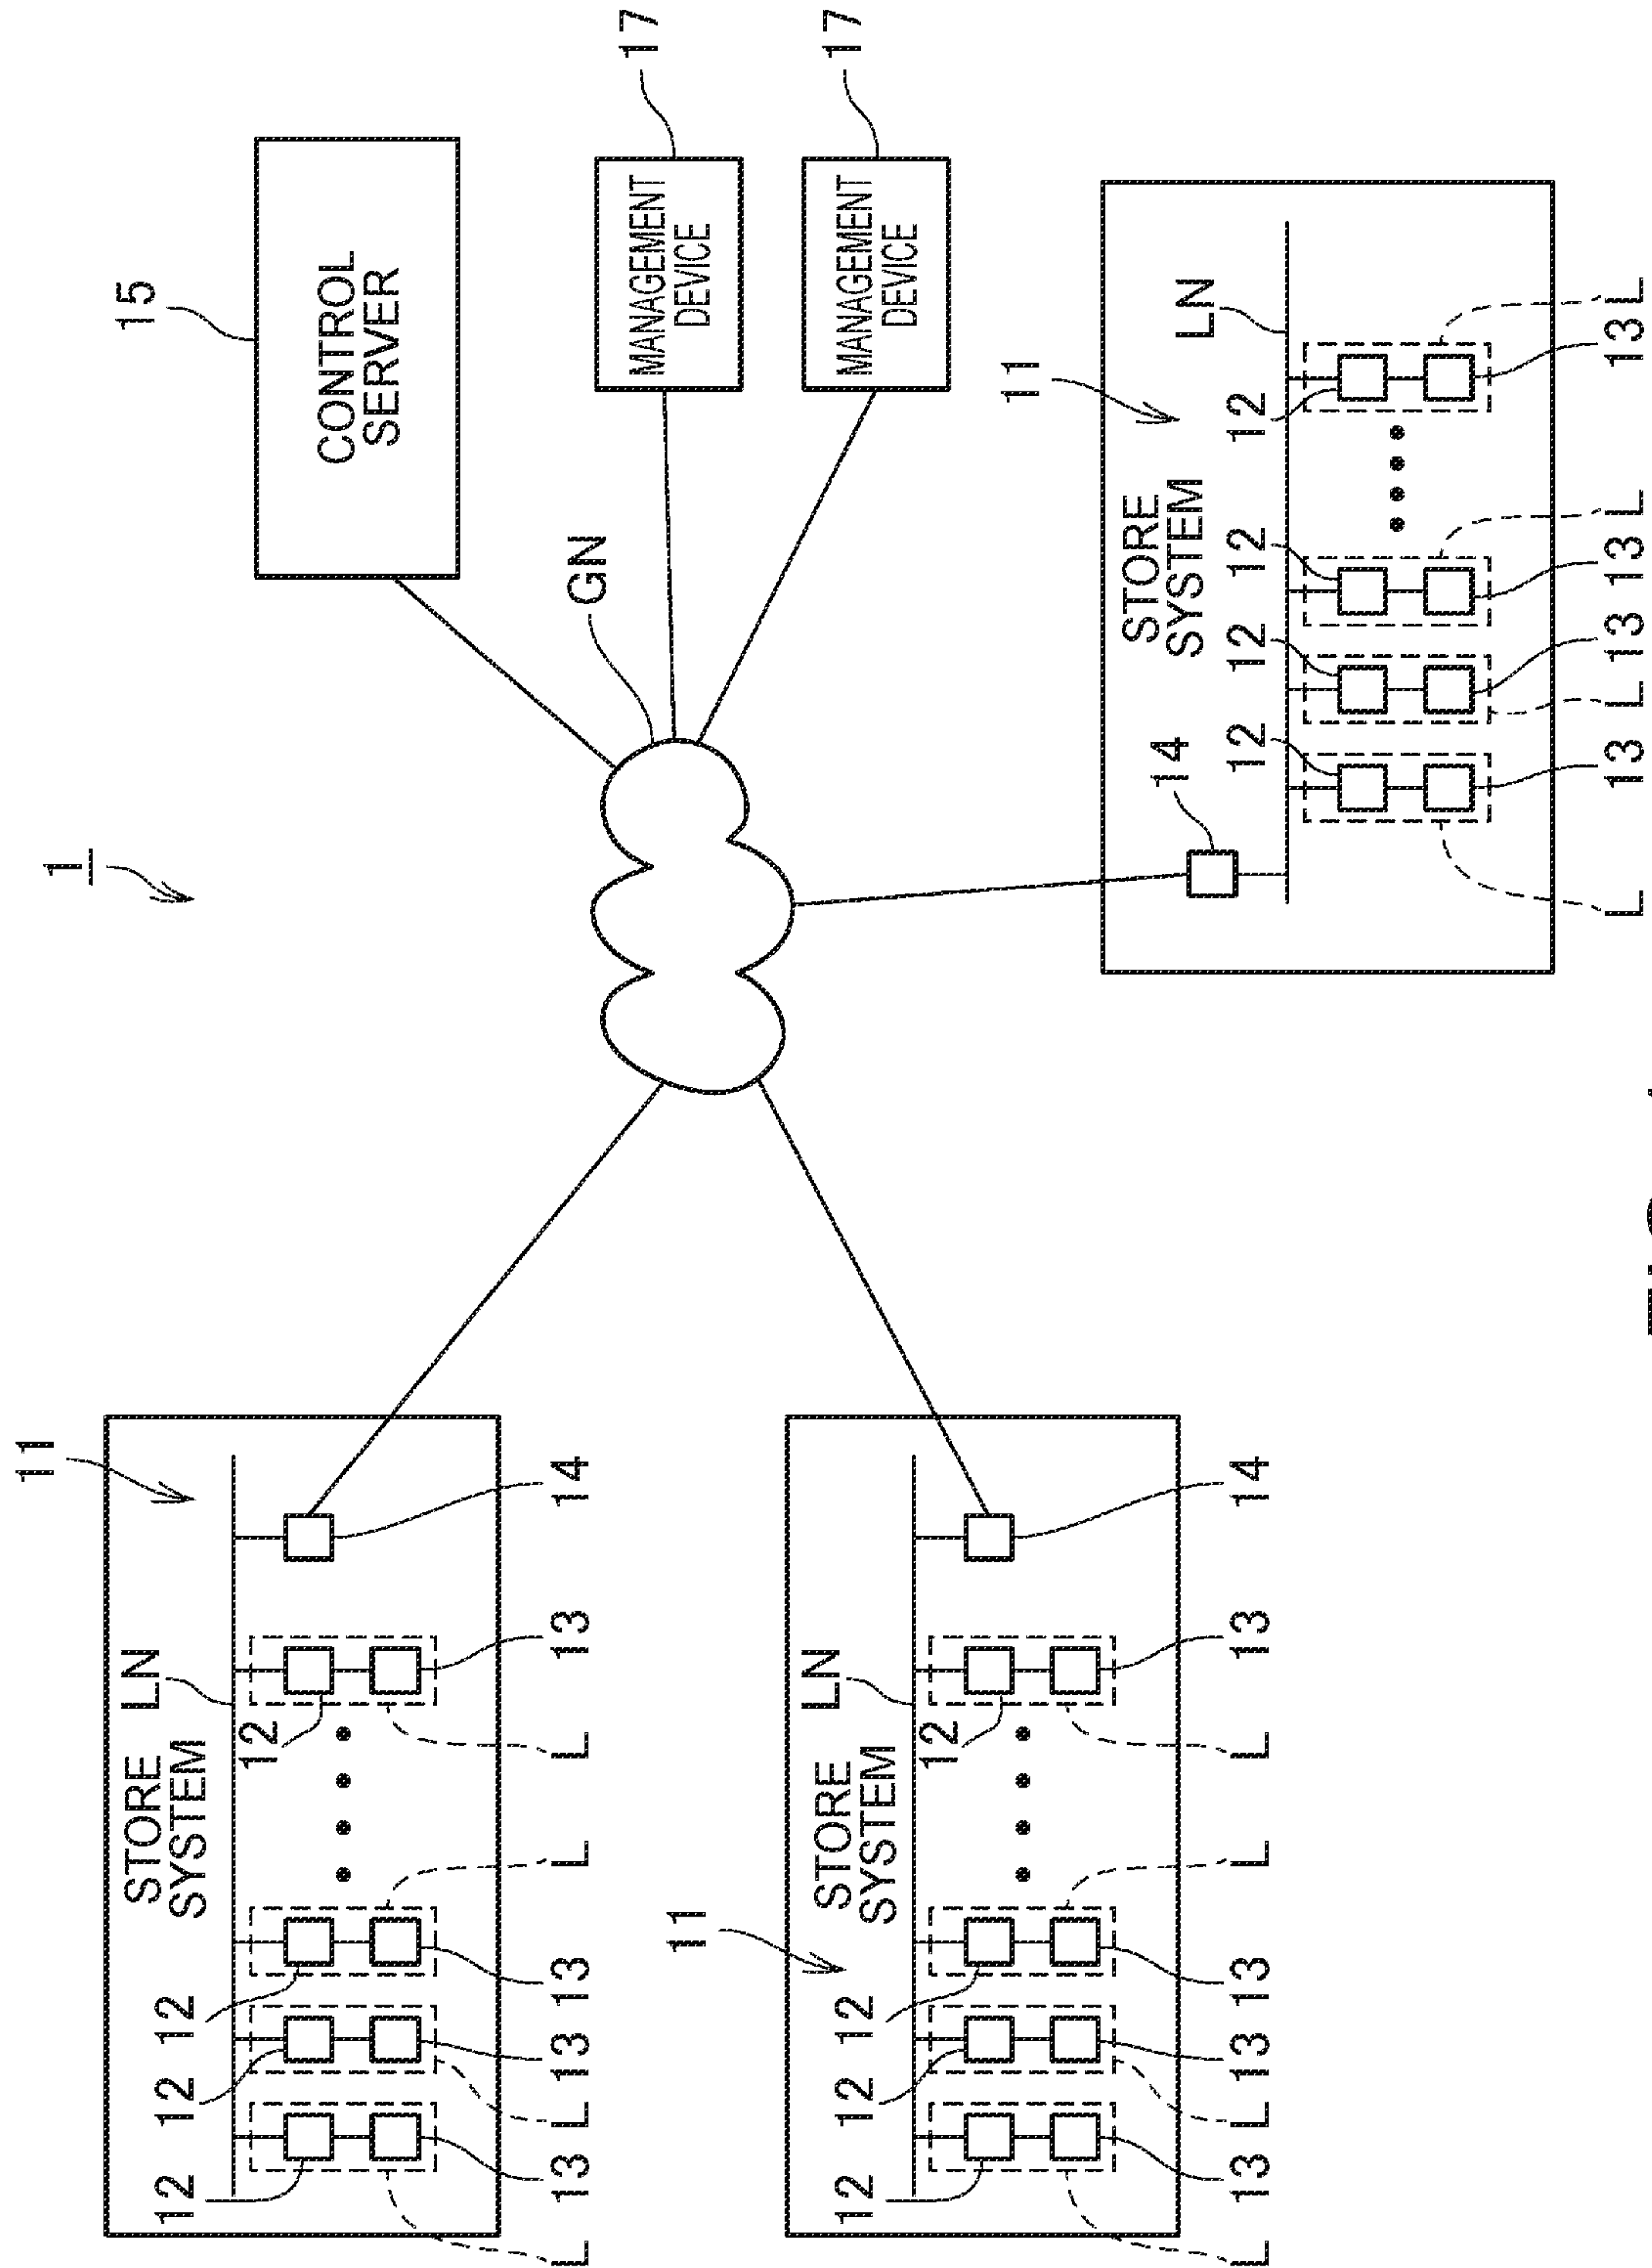 1
11
STORE
SYSTEM
LN
12
12
12
12
L
13
L
13
13
L
L
13
14
15
CONTROL
SERVER
GN
MANAGEMENT
DEVICE
17
MANAGEMENT
DEVICE
17
11
STORE
SYSTEM
LN
12
12
12
12
L
13
L
13
13
L
L
13
14
11
STORE
SYSTEM
LN
14
12
12
12
12
L
13
L
13
13
L
13
L